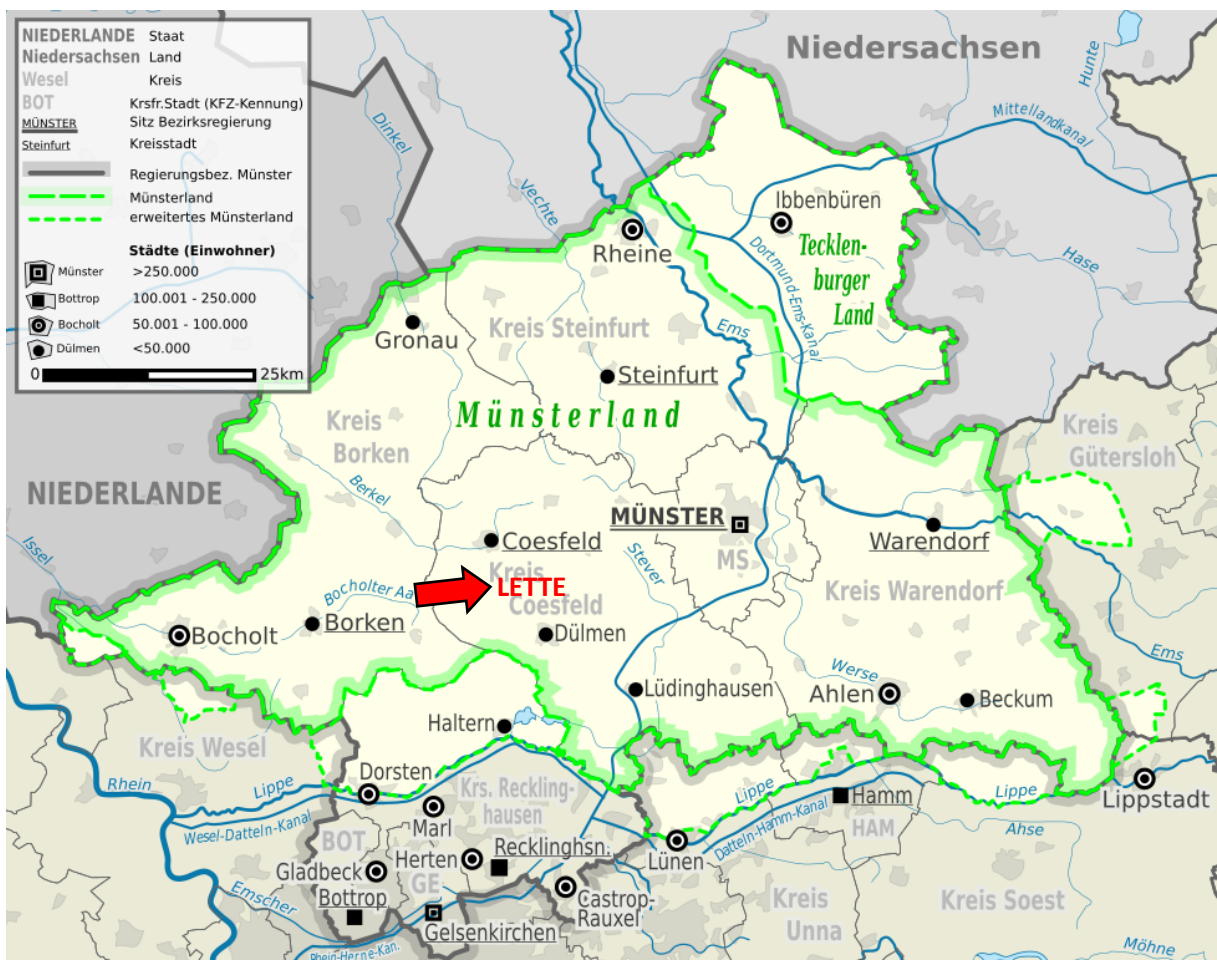 NIEDERLANDE Staat
Niedersachsen Land
Wesel Kreis
BOT Krsfr.Stadt (KFZ-Kennung)
MÜNSTER Sitz Bezirksregierung
Steinfurt Kreisstadt
Regierungsbez. Münster
Münsterland
erweitertes Münsterland
Städte (Einwohner)
Münster >250.000
Bottrop 100.001 - 250.000
Bocholt 50.001 - 100.000
Dülmen <50.000
0 25km
Niedersachsen
Hunte
Mittellandkanal
Dinkel
Vechte
Ibbenbüren
Rheine
Tecklen-
burger
Land
Dortmund-Ems-Kanal
Hase
Gronau
Kreis Steinfurt
Ems
Steinfurt
Münsterland
Kreis
Borken
Kreis
Gütersloh
NIEDERLANDE
Berkel
MÜNSTER
MS
Coesfeld
Stever
Warendorf
Issel
Bocholter Aa
Kreis
LETTE
Coesfeld
Kreis Warendorf
Bocholt
Borken
Dülmen
Ems
Werse
Lüdinghausen
Ahlen
Beckum
Haltern
Kreis Wesel
Rhein
Lippe
Dorsten
Krs. Reckling-
hausen
Lippe
Hamm
Lippe
Lippstadt
Wesel-Datteln-Kanal
Marl
Datteln-Hamm-Kanal
HAM
Ahse
BOT
Herten
Recklinghsn.
Lünen
Gladbeck
GE
Emscher
Bottrop
Castrop-
Rauxel
Kreis
Unna
Kreis Soest
Gelsenkirchen
Rhein-Herne-Kan.
Möhne